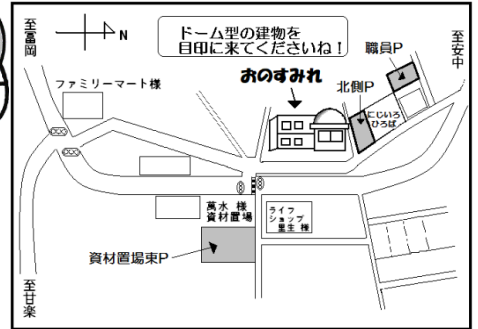 至富岡
N
ドーム型の建物を
目印に来てくださいね！
至安中
職員P
ファミリーマート様
おのすみれ
北側P
にじいろ
ひろば
萬水 様
資材置場
ライフ
ショップ
里生 様
資材置場東P
至甘楽